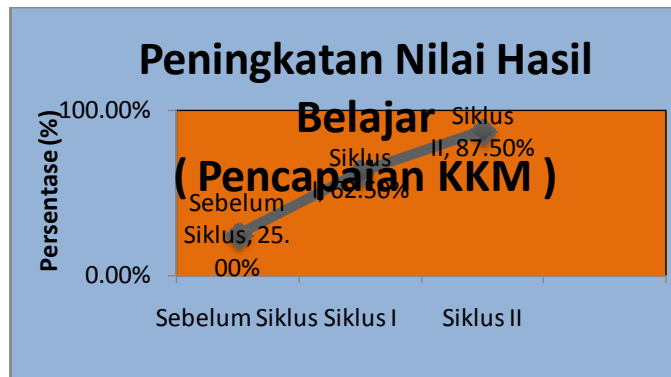 Peningkatan Nilai Hasil
Belajar
( Pencapaian KKM )
100.00%
0.00%
Persentase (%)
Sebelum
Siklus, 25.
00%
Siklus
I, 62.50%
Siklus
II, 87.50%
Sebelum Siklus Siklus I Siklus II